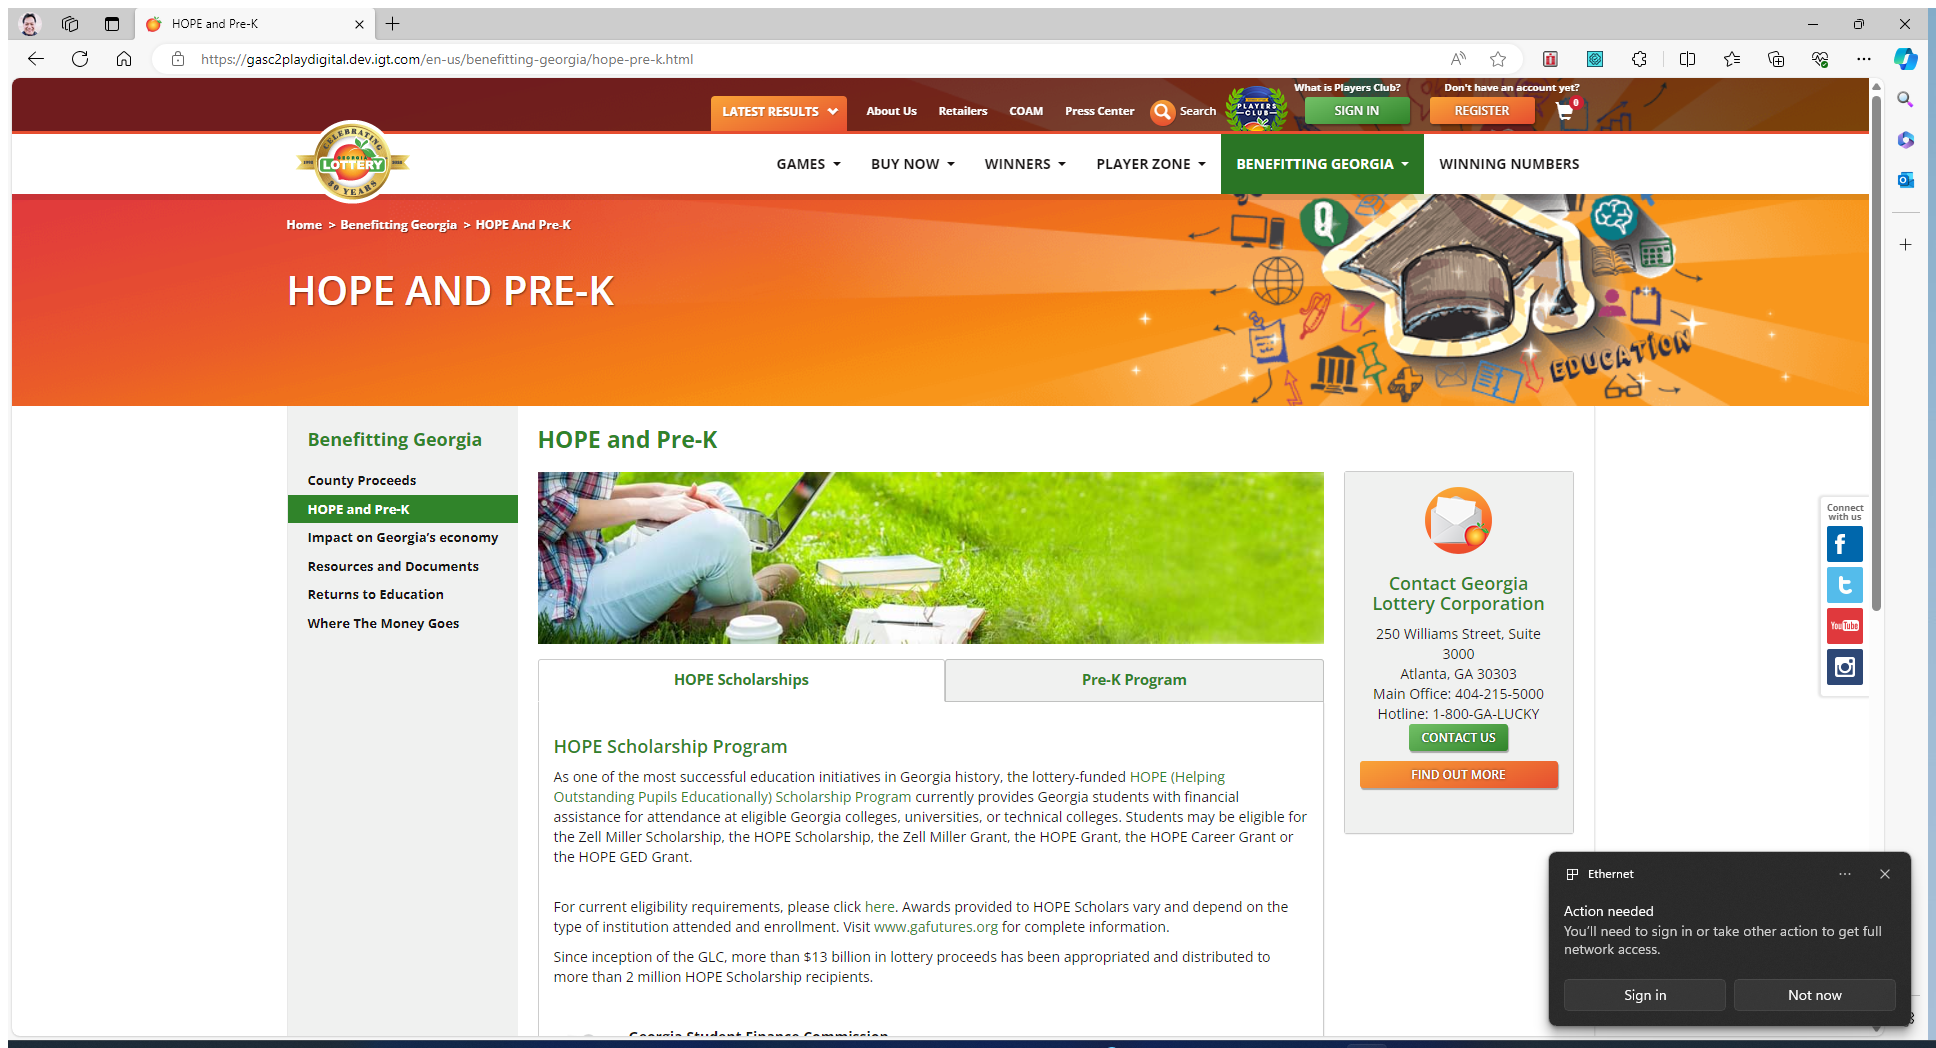 HOPE and Pre-K
https://gasc2playdigital.dev.igt.com/en-us/benefitting-georgia/hope-pre-k.html
What is Players Club?
Don't have an account yet?
LATEST RESULTS
About Us
Retailers
COAM
Press Center
Search
PLAYERS
CLUB
SIGN IN
REGISTER
0
CELEBRATING
GEORGIA
LOTTERY
30 YEARS
GAMES
BUY NOW
WINNERS
PLAYER ZONE
BENEFITTING GEORGIA
WINNING NUMBERS
Home > Benefitting Georgia > HOPE And Pre-K
HOPE AND PRE-K
Q
EDUCATION
Benefitting Georgia
County Proceeds
HOPE and Pre-K
Impact on Georgia's economy
Resources and Documents
Returns to Education
Where The Money Goes
HOPE and Pre-K
HOPE Scholarships
Pre-K Program
HOPE Scholarship Program
As one of the most successful education initiatives in Georgia history, the lottery-funded HOPE (Helping
Outstanding Pupils Educationally) Scholarship Program currently provides Georgia students with financial
assistance for attendance at eligible Georgia colleges, universities, or technical colleges. Students may be eligible for
the Zell Miller Scholarship, the HOPE Scholarship, the Zell Miller Grant, the HOPE Grant, the HOPE Career Grant or
the HOPE GED Grant.
For current eligibility requirements, please click here. Awards provided to HOPE Scholars vary and depend on the
type of institution attended and enrollment. Visit www.gafutures.org for complete information.
Since inception of the GLC, more than $13 billion in lottery proceeds has been appropriated and distributed to
more than 2 million HOPE Scholarship recipients.
Georgia Student Finance Commission
Contact Georgia
Lottery Corporation
250 Williams Street, Suite
3000
Atlanta, GA 30303
Main Office: 404-215-5000
Hotline: 1-800-GA-LUCKY
CONTACT US
FIND OUT MORE
Connect
with us
You Tube
Ethernet
Action needed
You'll need to sign in or take other action to get full
network access.
Sign in
Not now